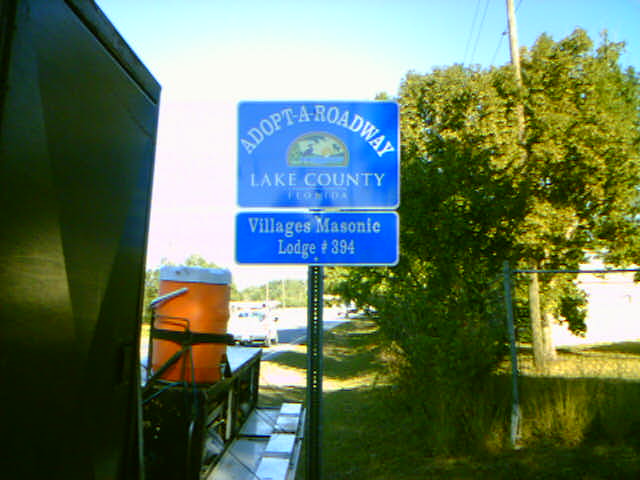 ADOPT-A-ROADWAY
LAKE COUNTY
FLORIDA
Villages Masonic
Lodge # 394